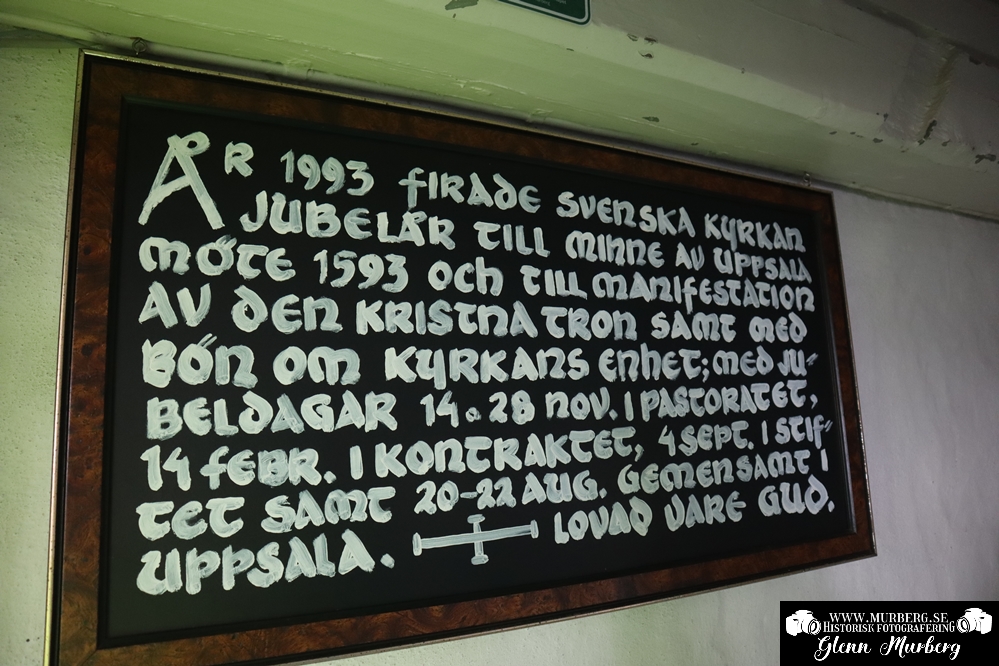 ÅR 1993 FIRADE SVENSKA KYRKAN
JUBELÅR TILL MINNE AV UPPSALA
MÖTE 1593 OCH TILL MANIFESTATION
AV DEN KRISTNA TRON SAMT MED
BÖN OM KYRKANS ENHET; MED JU-
BELDAGAR 14 o. 28 NOV. I PASTORATET,
14 FEBR. I KONTRAKTET, 4 SEPT. I STIF-
TET SAMT 20-22 AUG. GEMENSAMT I
UPPSALA. LOVAD VARE GUD.
WWW.MURBERG.SE
HISTORISK FOTOGRAFERING
Glenn Murberg